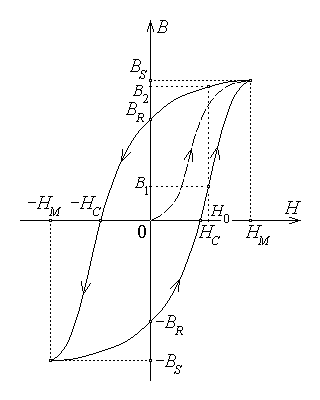 B
B_S
B_2
B_R
B_1
−H_M −H_C H_0 H
0 H_C H_M
−B_R
−B_S